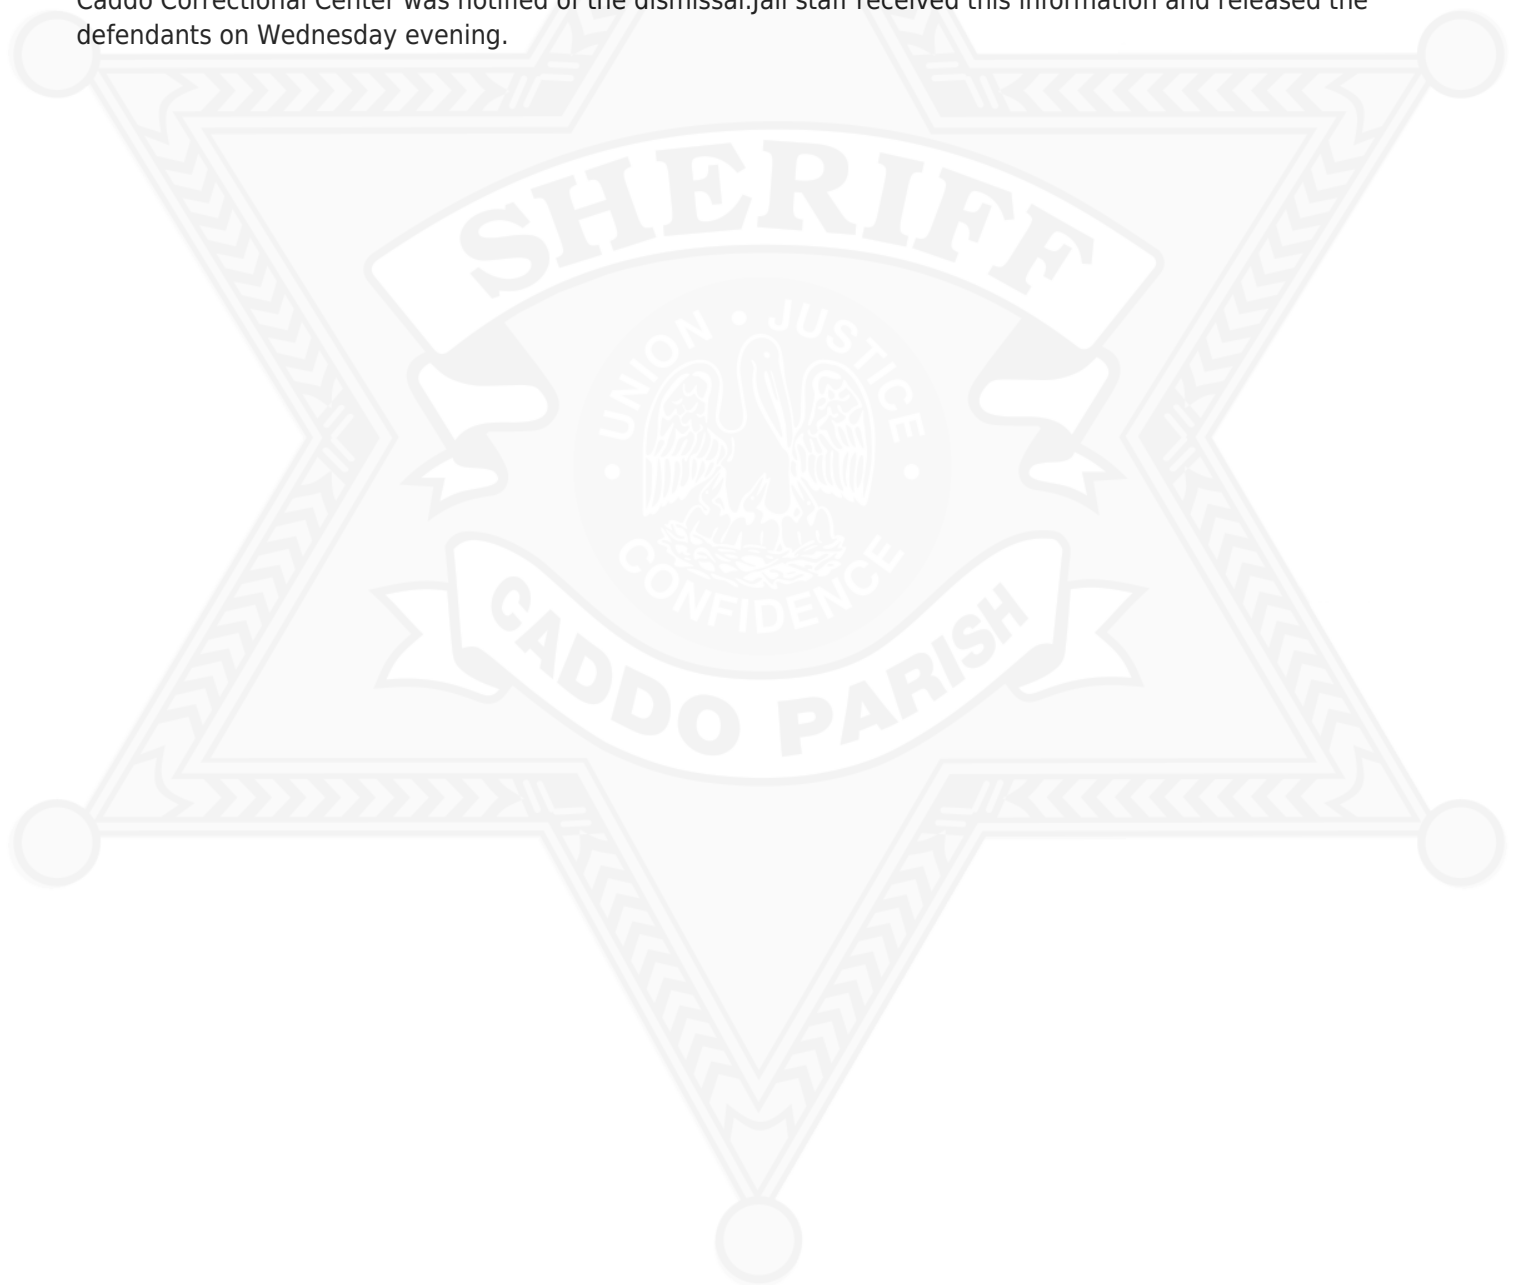 Caddo Correctional Center was notified of the dismissal.Jail staff received this information and released the
defendants on Wednesday evening.
SHERIFF
UNION • JUSTICE
• CONFIDENCE •
CADDO PARISH